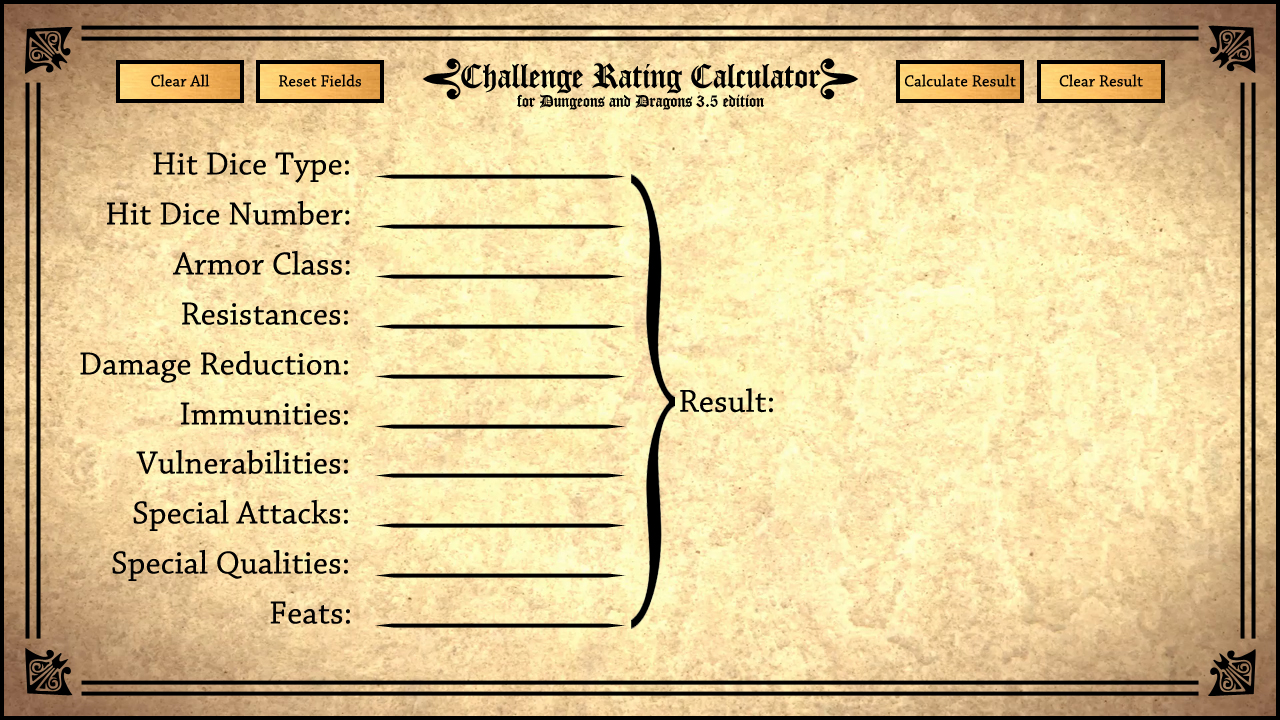 Clear All
Reset Fields
Challenge Rating Calculator
for Dungeons and Dragons 3.5 edition
Calculate Result
Clear Result
Hit Dice Type:
Hit Dice Number:
Armor Class:
Resistances:
Damage Reduction:
Immunities:
Vulnerabilities:
Special Attacks:
Special Qualities:
Feats:
Result: